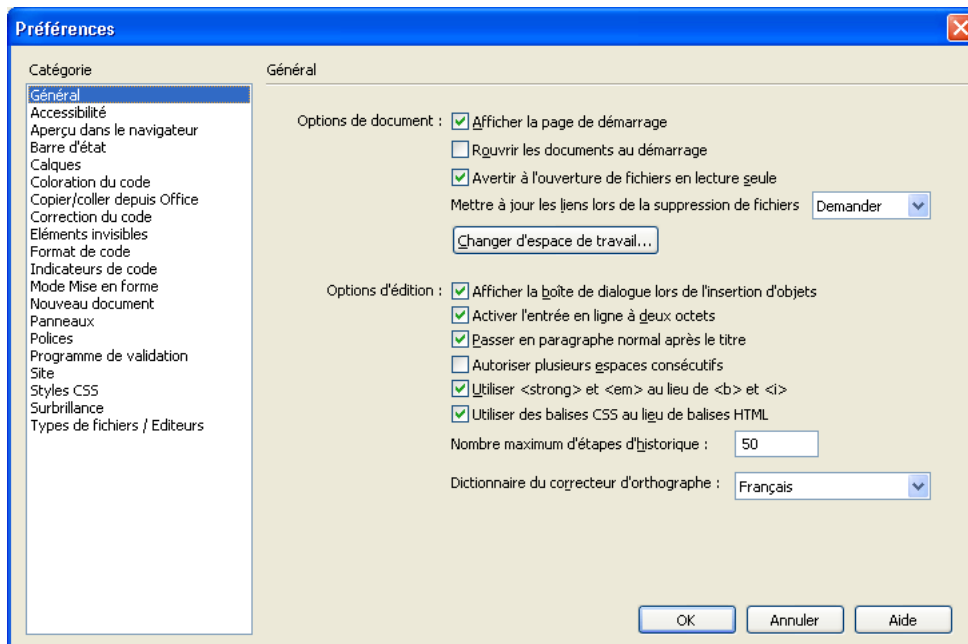 Préférences
Catégorie
Général
Accessibilité
Aperçu dans le navigateur
Barre d'état
Calques
Coloration du code
Copier/coller depuis Office
Correction du code
Eléments invisibles
Format de code
Indicateurs de code
Mode Mise en forme
Nouveau document
Panneaux
Polices
Programme de validation
Site
Styles CSS
Surbrillance
Types de fichiers / Editeurs
Général
Options de document : Afficher la page de démarrage
Rouvrir les documents au démarrage
Avertir à l'ouverture de fichiers en lecture seule
Mettre à jour les liens lors de la suppression de fichiers Demander
Changer d'espace de travail...
Options d'édition : Afficher la boîte de dialogue lors de l'insertion d'objets
Activer l'entrée en ligne à deux octets
Passer en paragraphe normal après le titre
Autoriser plusieurs espaces consécutifs
Utiliser <strong> et <em> au lieu de <b> et <i>
Utiliser des balises CSS au lieu de balises HTML
Nombre maximum d'étapes d'historique : 50
Dictionnaire du correcteur d'orthographe : Français
OK Annuler Aide